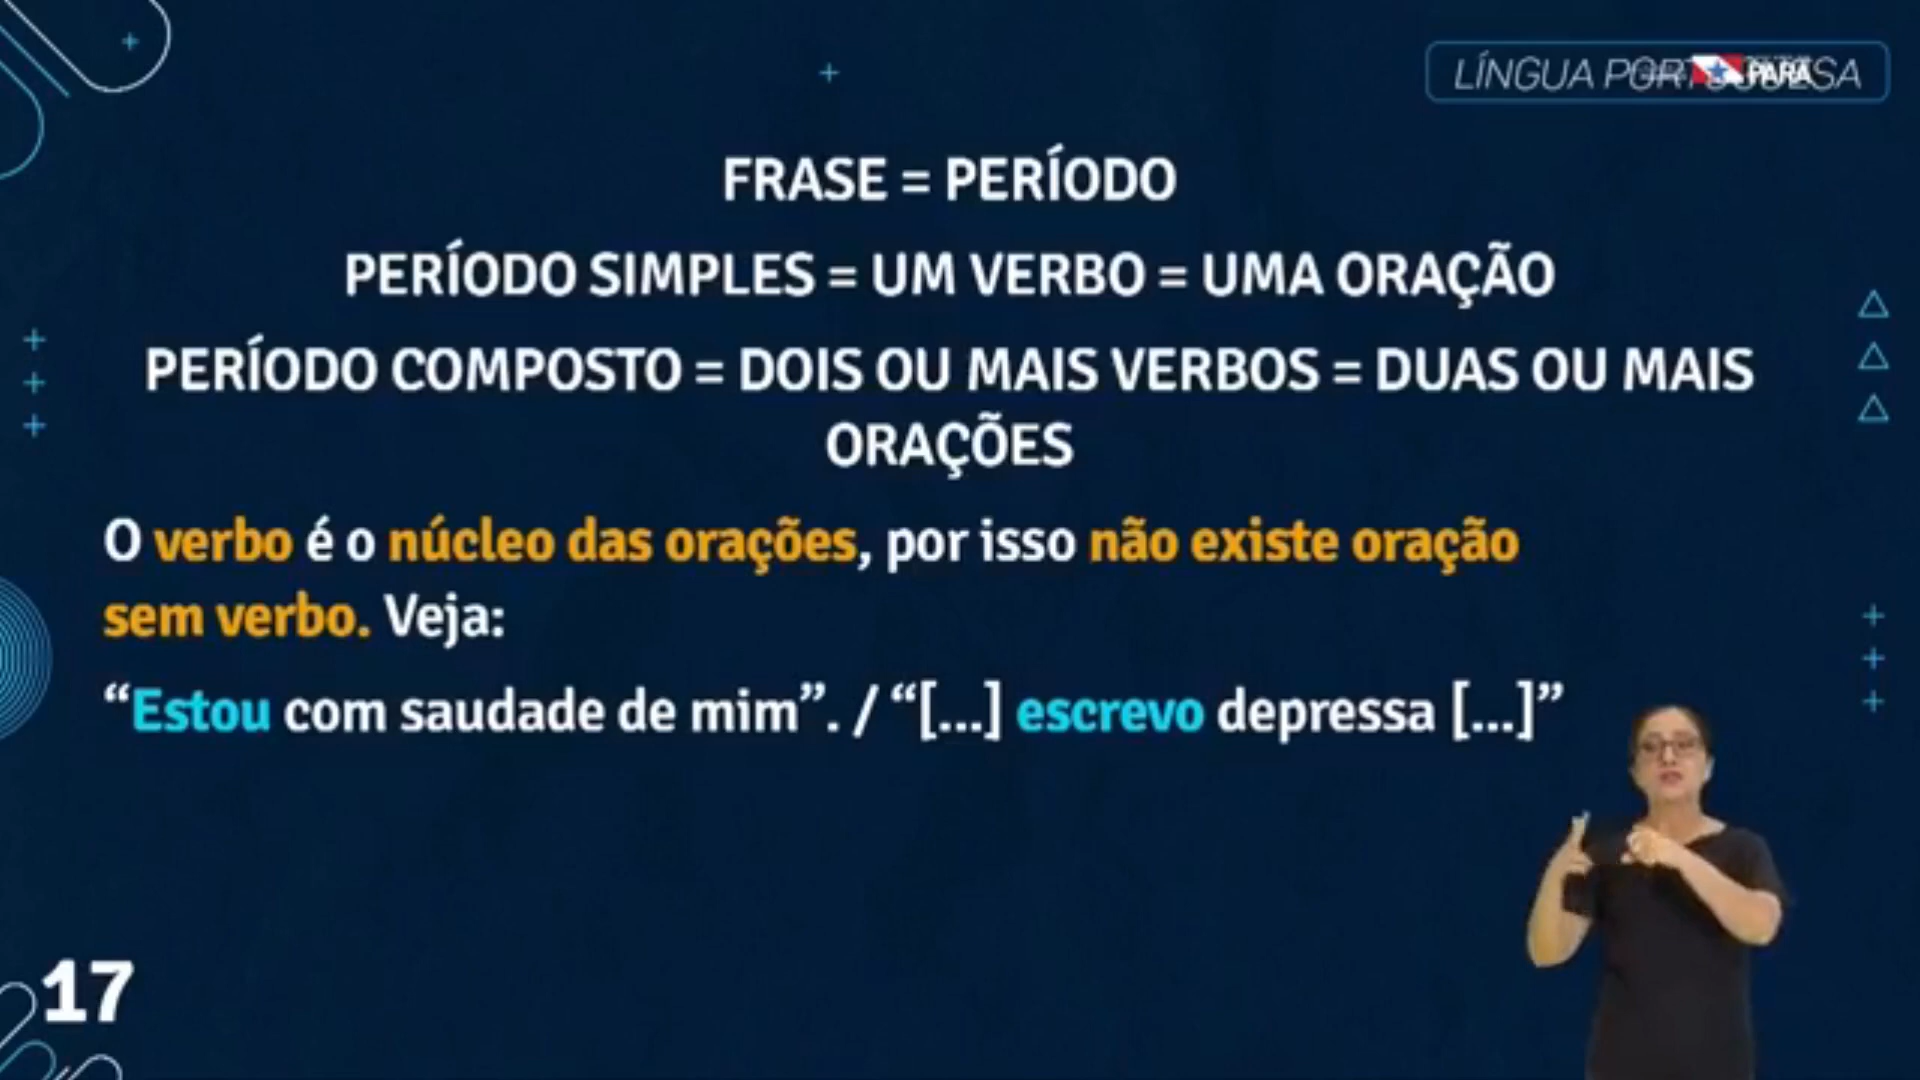 LÍNGUA PORTUGUESA
PARÁ
FRASE = PERÍODO
PERÍODO SIMPLES = UM VERBO = UMA ORAÇÃO
PERÍODO COMPOSTO = DOIS OU MAIS VERBOS = DUAS OU MAIS
ORAÇÕES
O verbo é o núcleo das orações, por isso não existe oração
sem verbo. Veja:
“Estou com saudade de mim”. / “[...] escrevo depressa [...]”
17